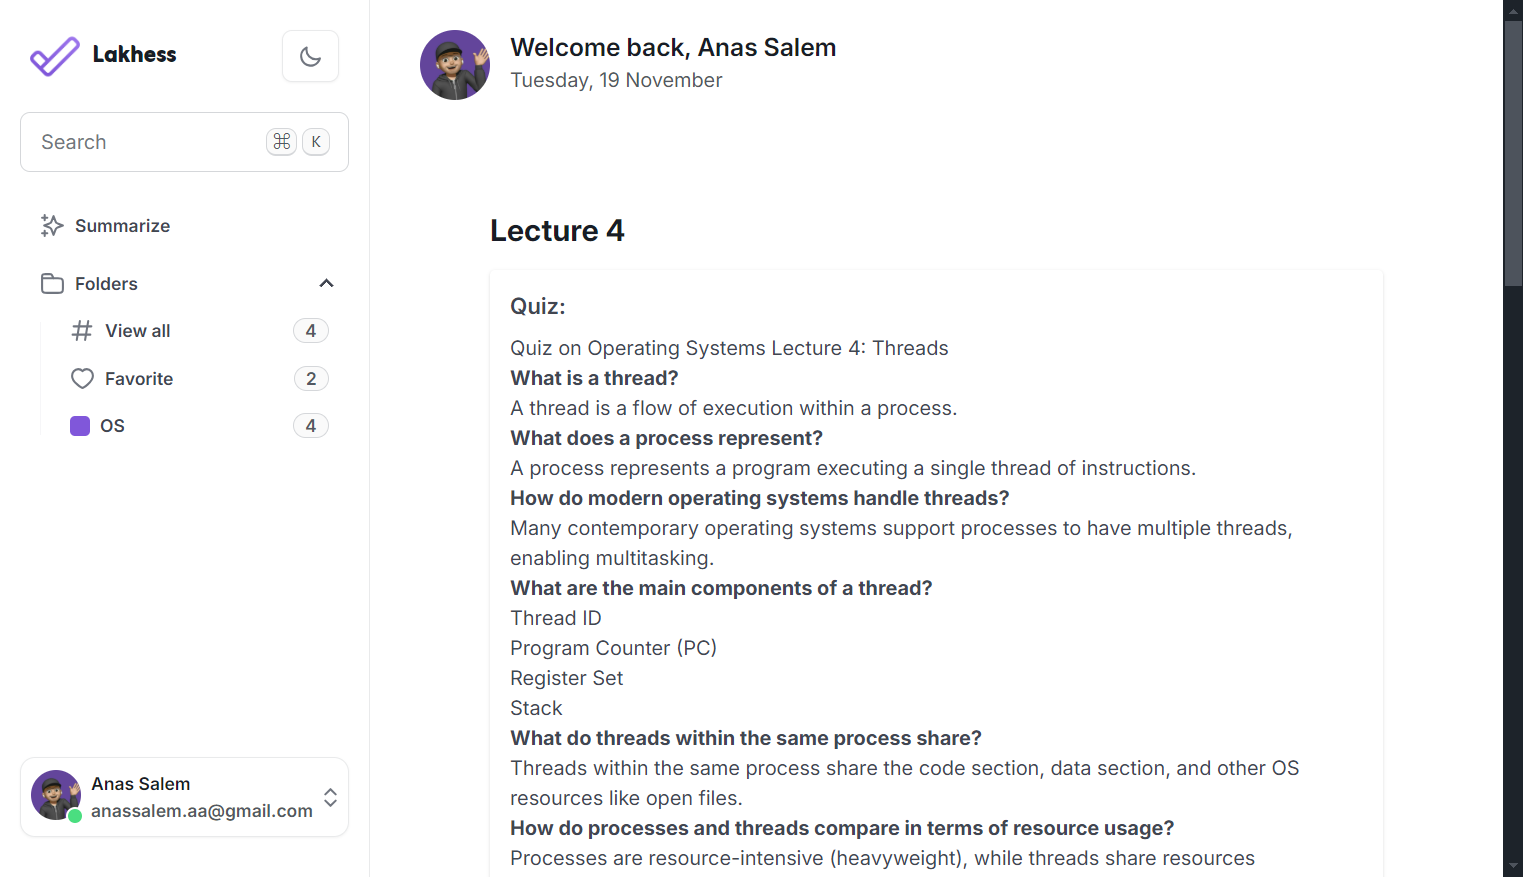 Lakhess
Search ⌘ K
Summarize
Folders
View all 4
Favorite 2
OS 4
Anas Salem
anassalem.aa@gmail.com
Welcome back, Anas Salem
Tuesday, 19 November
Lecture 4
Quiz:
Quiz on Operating Systems Lecture 4: Threads
What is a thread?
A thread is a flow of execution within a process.
What does a process represent?
A process represents a program executing a single thread of instructions.
How do modern operating systems handle threads?
Many contemporary operating systems support processes to have multiple threads,
enabling multitasking.
What are the main components of a thread?
Thread ID
Program Counter (PC)
Register Set
Stack
What do threads within the same process share?
Threads within the same process share the code section, data section, and other OS
resources like open files.
How do processes and threads compare in terms of resource usage?
Processes are resource-intensive (heavyweight), while threads share resources